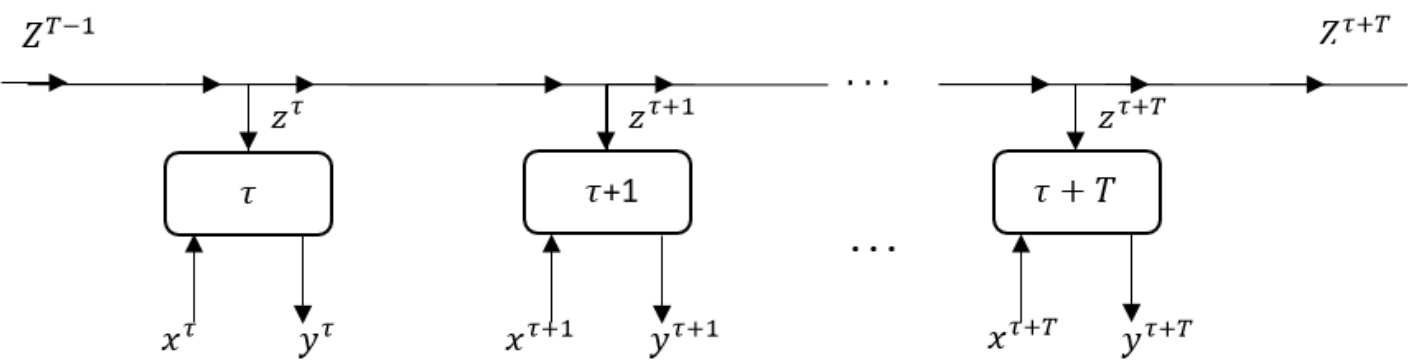 Z^{T-1} Z^{τ+T}
. . .
z^τ z^{τ+1} z^{τ+T}
τ τ+1 τ + T
. . .
x^τ y^τ x^{τ+1} y^{τ+1} x^{τ+T} y^{τ+T}